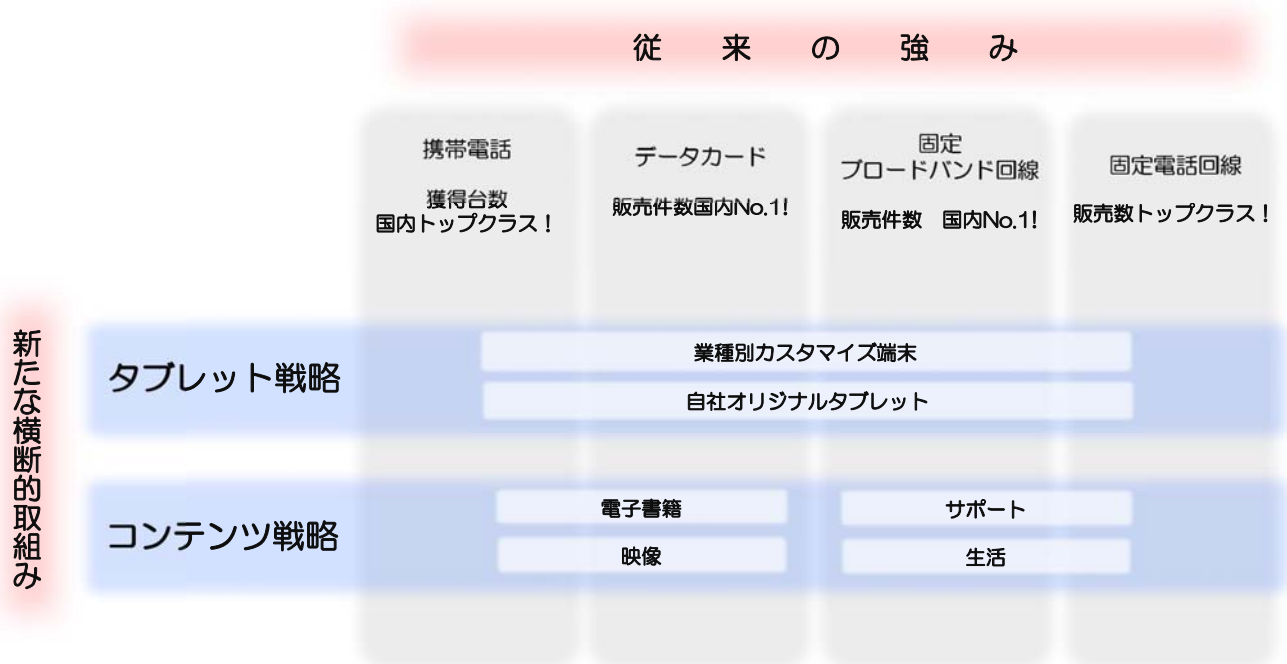 従来の強み
携帯電話
獲得台数
国内トップクラス！
データカード
販売件数国内No.1!
固定
ブロードバンド回線
販売件数　国内No.1!
固定電話回線
販売数トップクラス！
新たな横断的取組み
タブレット戦略
業種別カスタマイズ端末
自社オリジナルタブレット
コンテンツ戦略
電子書籍
サポート
映像
生活